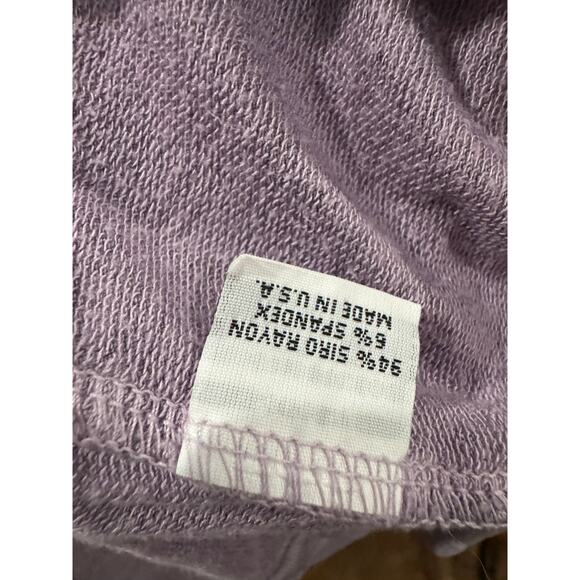 94% SIRO RAYON
6% SPANDEX
MADE IN U.S.A.